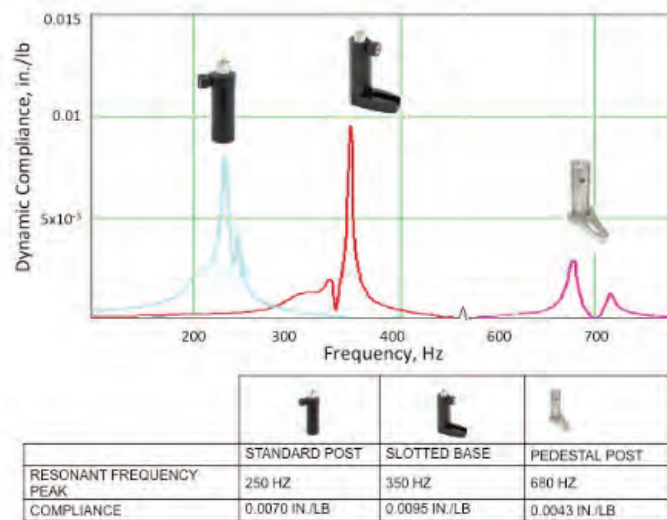 0.015
Dynamic Compliance, in./lb
0.01
5x10⁻³
200 300 400 600 700
Frequency, Hz
STANDARD POST SLOTTED BASE PEDESTAL POST
RESONANT FREQUENCY PEAK 250 HZ 350 HZ 680 HZ
COMPLIANCE 0.0070 IN./LB 0.0095 IN./LB 0.0043 IN./LB